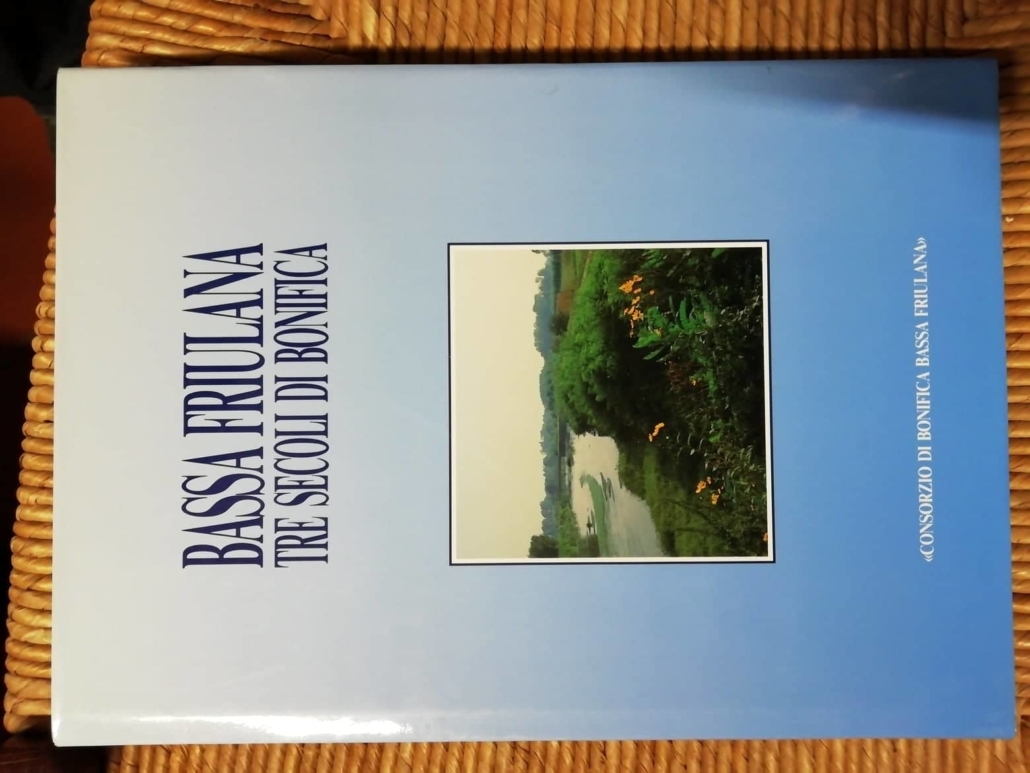 BASSA FRIULANA
TRE SECOLI DI BONIFICA
«CONSORZIO DI BONIFICA BASSA FRIULANA»